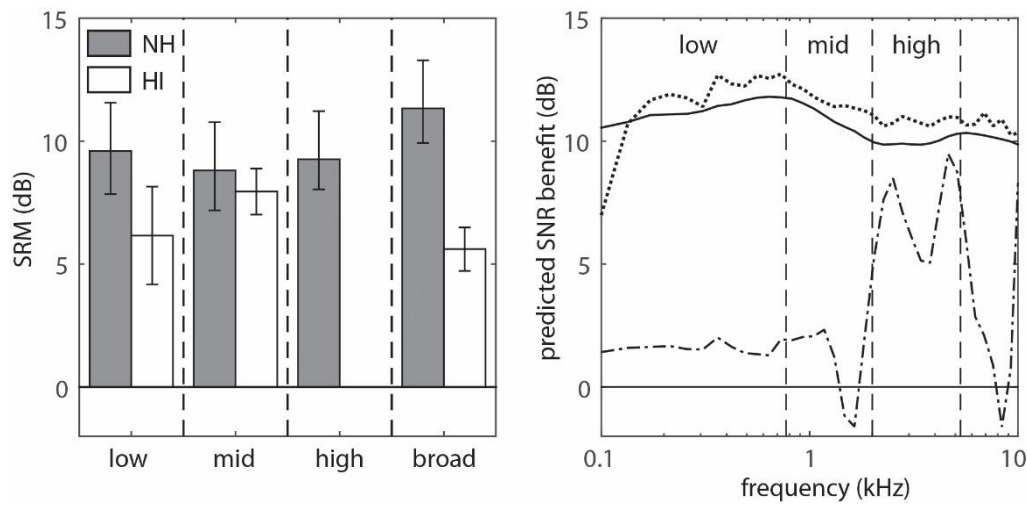 15
NH
HI
10
SRM (dB)
5
0
low mid high broad
15
low mid high
10
predicted SNR benefit (dB)
5
0
0.1 1 10
frequency (kHz)